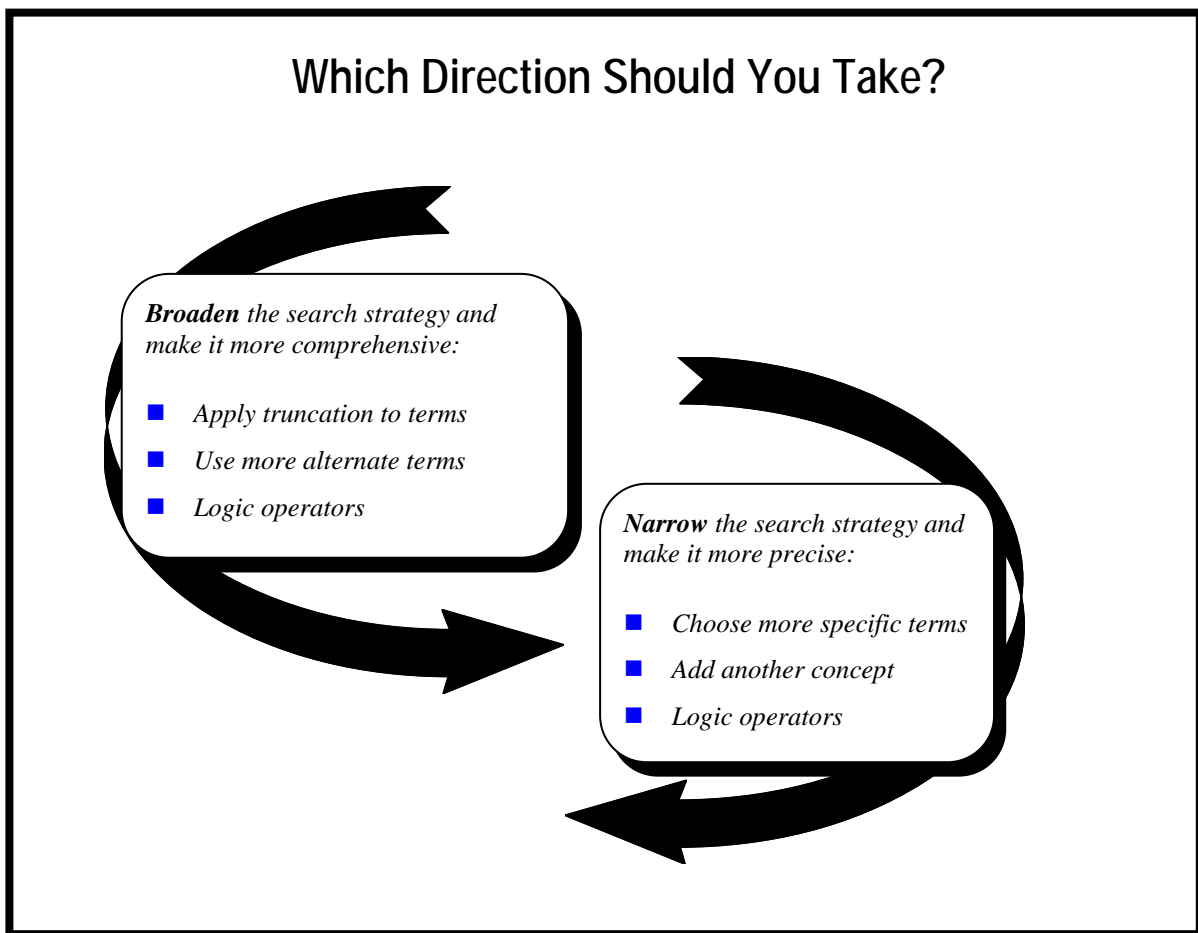 Which Direction Should You Take?
Broaden the search strategy and
make it more comprehensive:
Apply truncation to terms
Use more alternate terms
Logic operators
Narrow the search strategy and
make it more precise:
Choose more specific terms
Add another concept
Logic operators